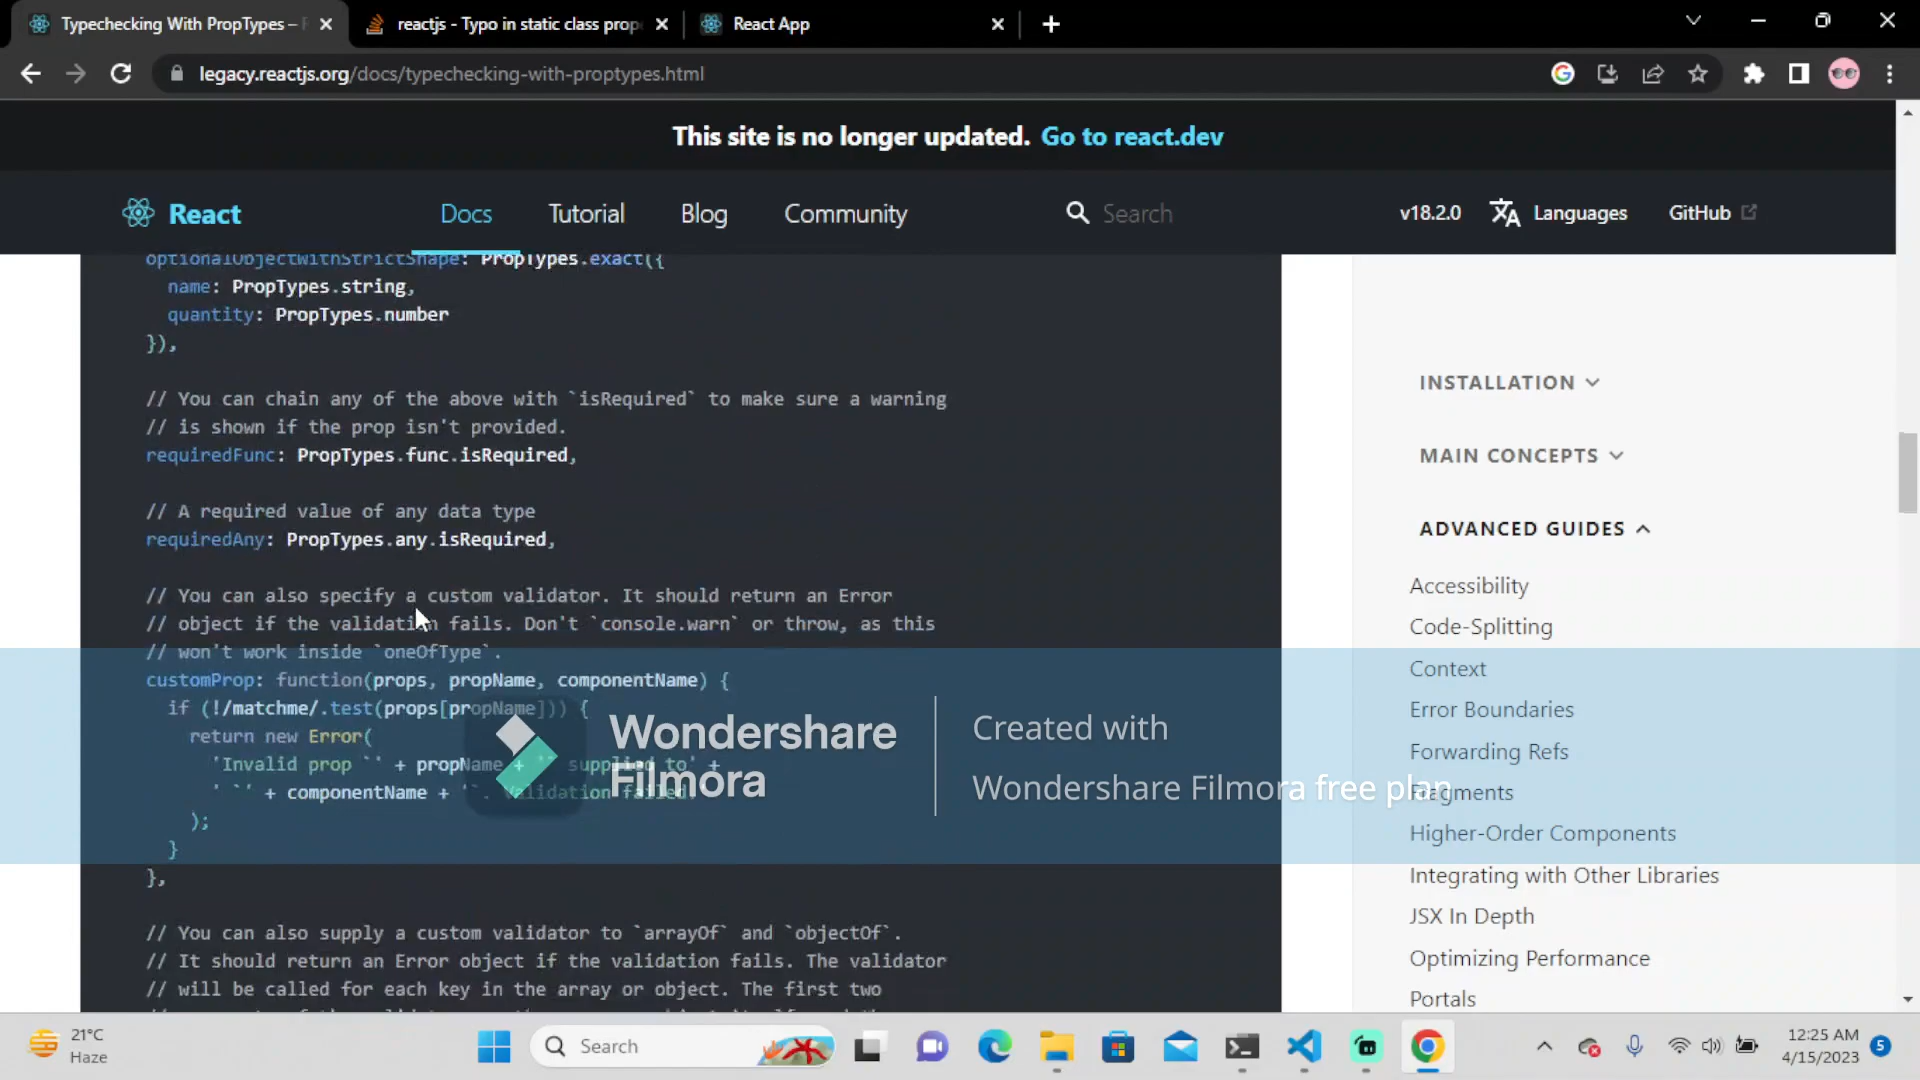 Typechecking With PropTypes –
reactjs - Typo in static class prop
React App
legacy.reactjs.org/docs/typechecking-with-proptypes.html
This site is no longer updated. Go to react.dev
React
Docs
Tutorial
Blog
Community
Search
v18.2.0
Languages
GitHub
optionalObjectWithStrictShape: PropTypes.exact({
name: PropTypes.string,
quantity: PropTypes.number
}),
// You can chain any of the above with `isRequired` to make sure a warning
// is shown if the prop isn't provided.
requiredFunc: PropTypes.func.isRequired,
// A required value of any data type
requiredAny: PropTypes.any.isRequired,
// You can also specify a custom validator. It should return an Error
// object if the validation fails. Don't `console.warn` or throw, as this
// won't work inside `oneOfType`.
customProp: function(props, propName, componentName) {
if (!/matchme/.test(props[propName])) {
return new Error(
'Invalid prop `' + propName + '` supplied to' +
' `' + componentName + '`. Validation failed.'
);
}
},
// You can also supply a custom validator to `arrayOf` and `objectOf`.
// It should return an Error object if the validation fails. The validator
// will be called for each key in the array or object. The first two
INSTALLATION
MAIN CONCEPTS
ADVANCED GUIDES
Accessibility
Code-Splitting
Context
Error Boundaries
Forwarding Refs
Fragments
Higher-Order Components
Integrating with Other Libraries
JSX In Depth
Optimizing Performance
Portals
Wondershare
Filmora
Created with
Wondershare Filmora free plan
21°C
Haze
Search
12:25 AM
4/15/2023
5